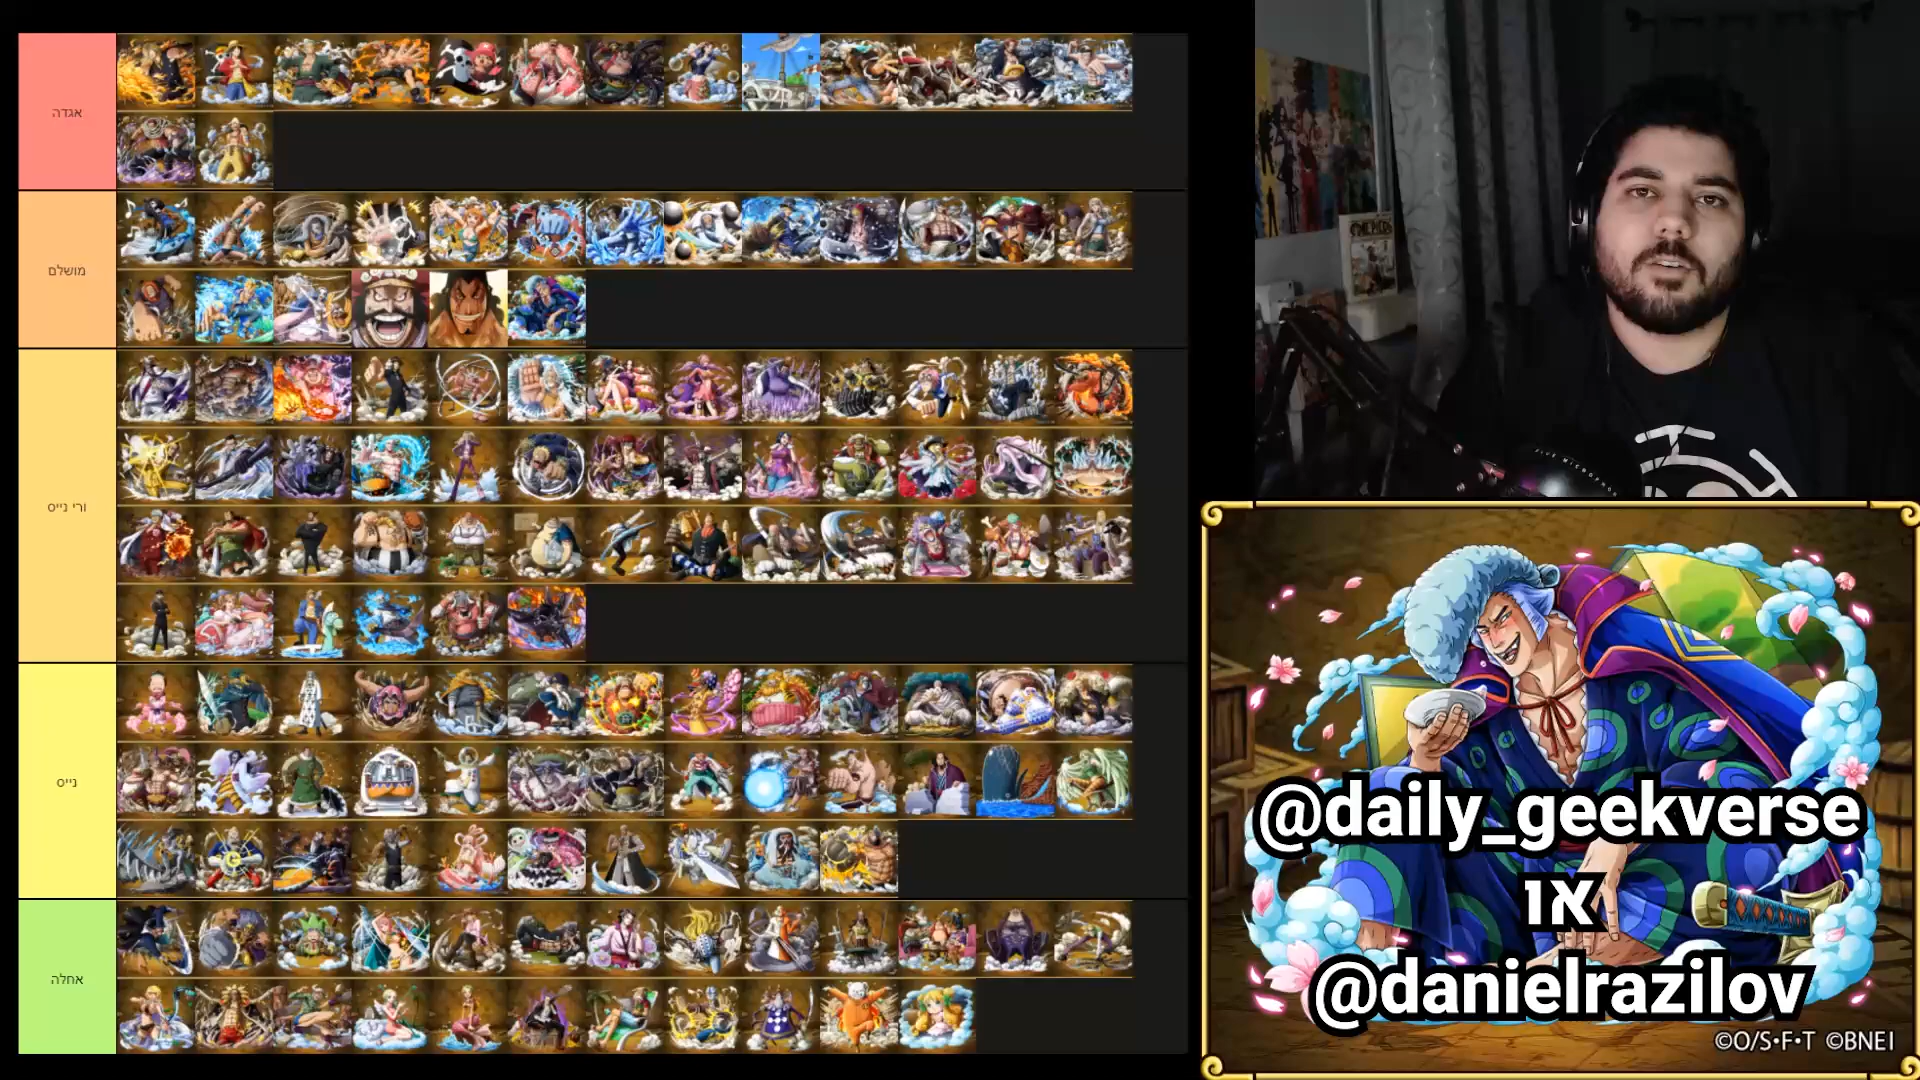 אגדה
מושלם
ורי נייס
נייס
אחלה
@daily_geekverse
או
@danielrazilov
©O/S・F・T ©BNEI